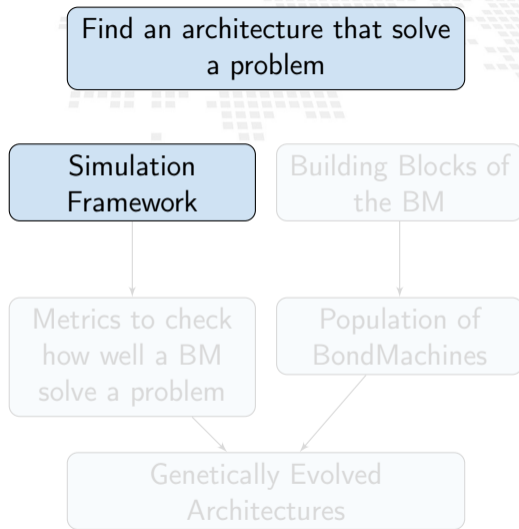 Find an architecture that solve
a problem
Simulation
Framework
Building Blocks of
the BM
Metrics to check
how well a BM
solve a problem
Population of
BondMachines
Genetically Evolved
Architectures